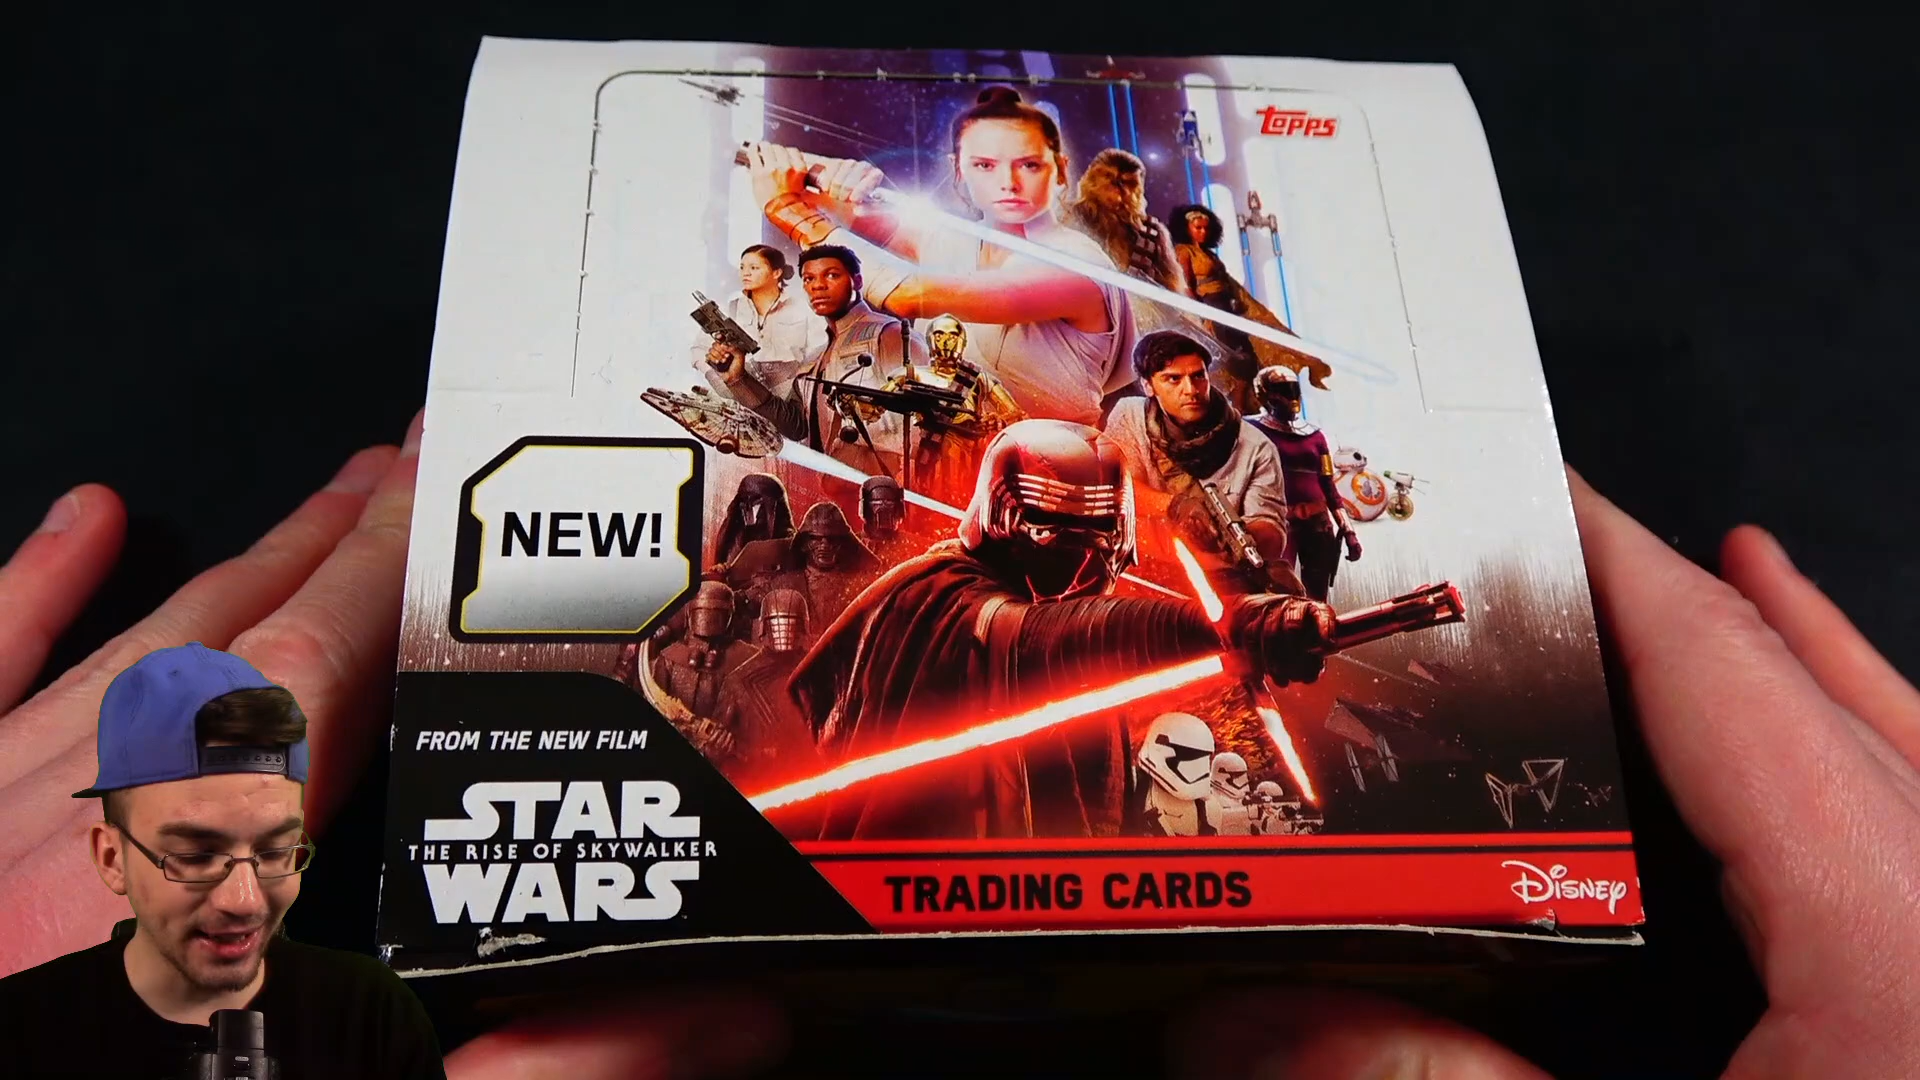 Topps
NEW!
FROM THE NEW FILM
STAR
THE RISE OF SKYWALKER
WARS
TRADING CARDS
Disney